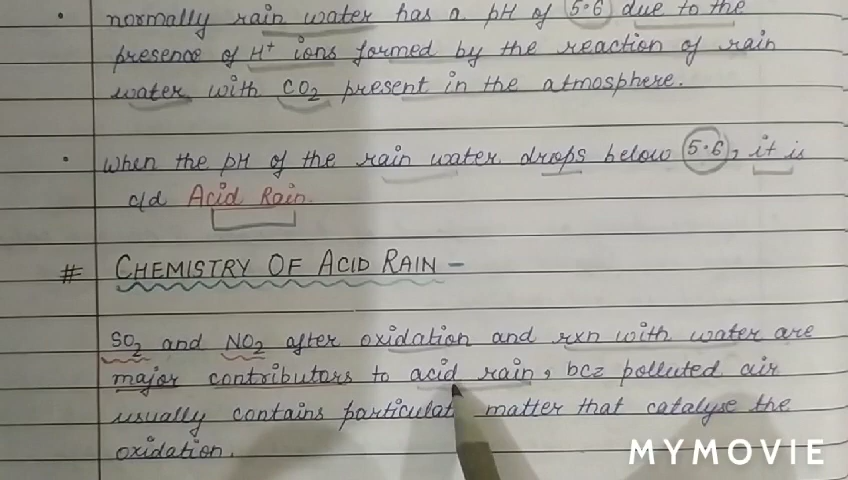 • normally rain water has a pH of 5.6 due to the
presence of H⁺ ions formed by the reaction of rain
water with CO₂ present in the atmosphere.
• when the pH of the rain water drops below 5.6, it is
c/d Acid Rain.
# CHEMISTRY OF ACID RAIN -
SO₂ and NO₂ after oxidation and rxn with water are
major contributors to acid rain, bcz polluted air
usually contains particulat matter that catalyse the
oxidation.
MYMOVIE